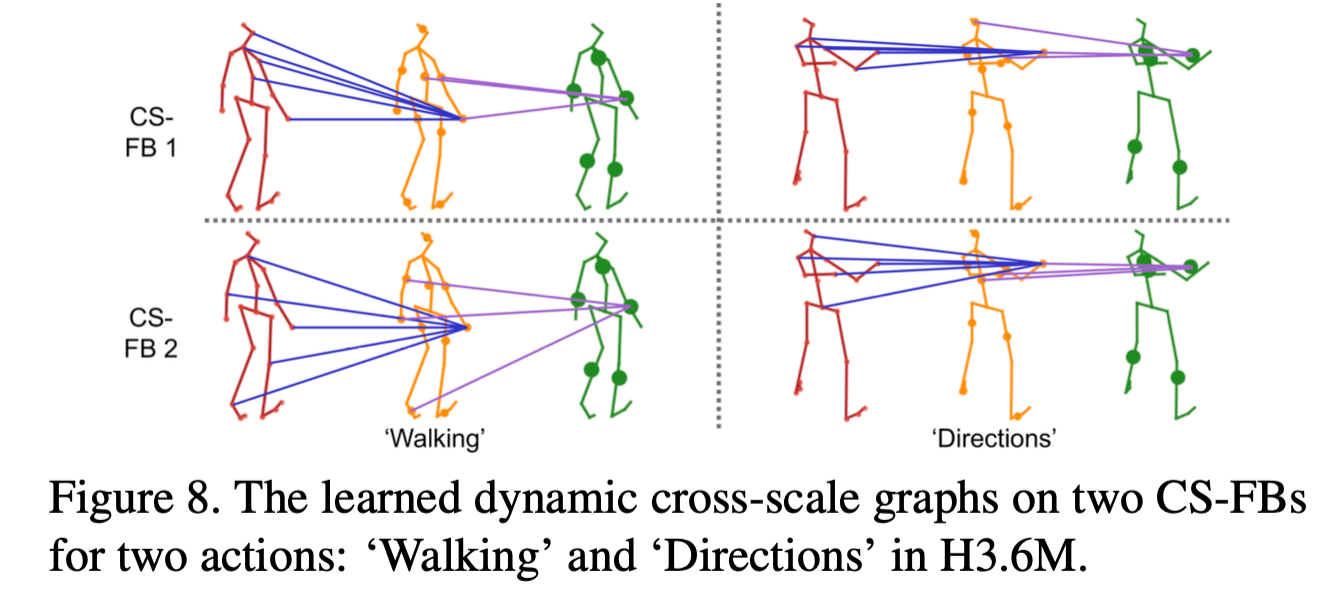 CS-
FB 1
CS-
FB 2
‘Walking’
‘Directions’
Figure 8. The learned dynamic cross-scale graphs on two CS-FBs
for two actions: ‘Walking’ and ‘Directions’ in H3.6M.